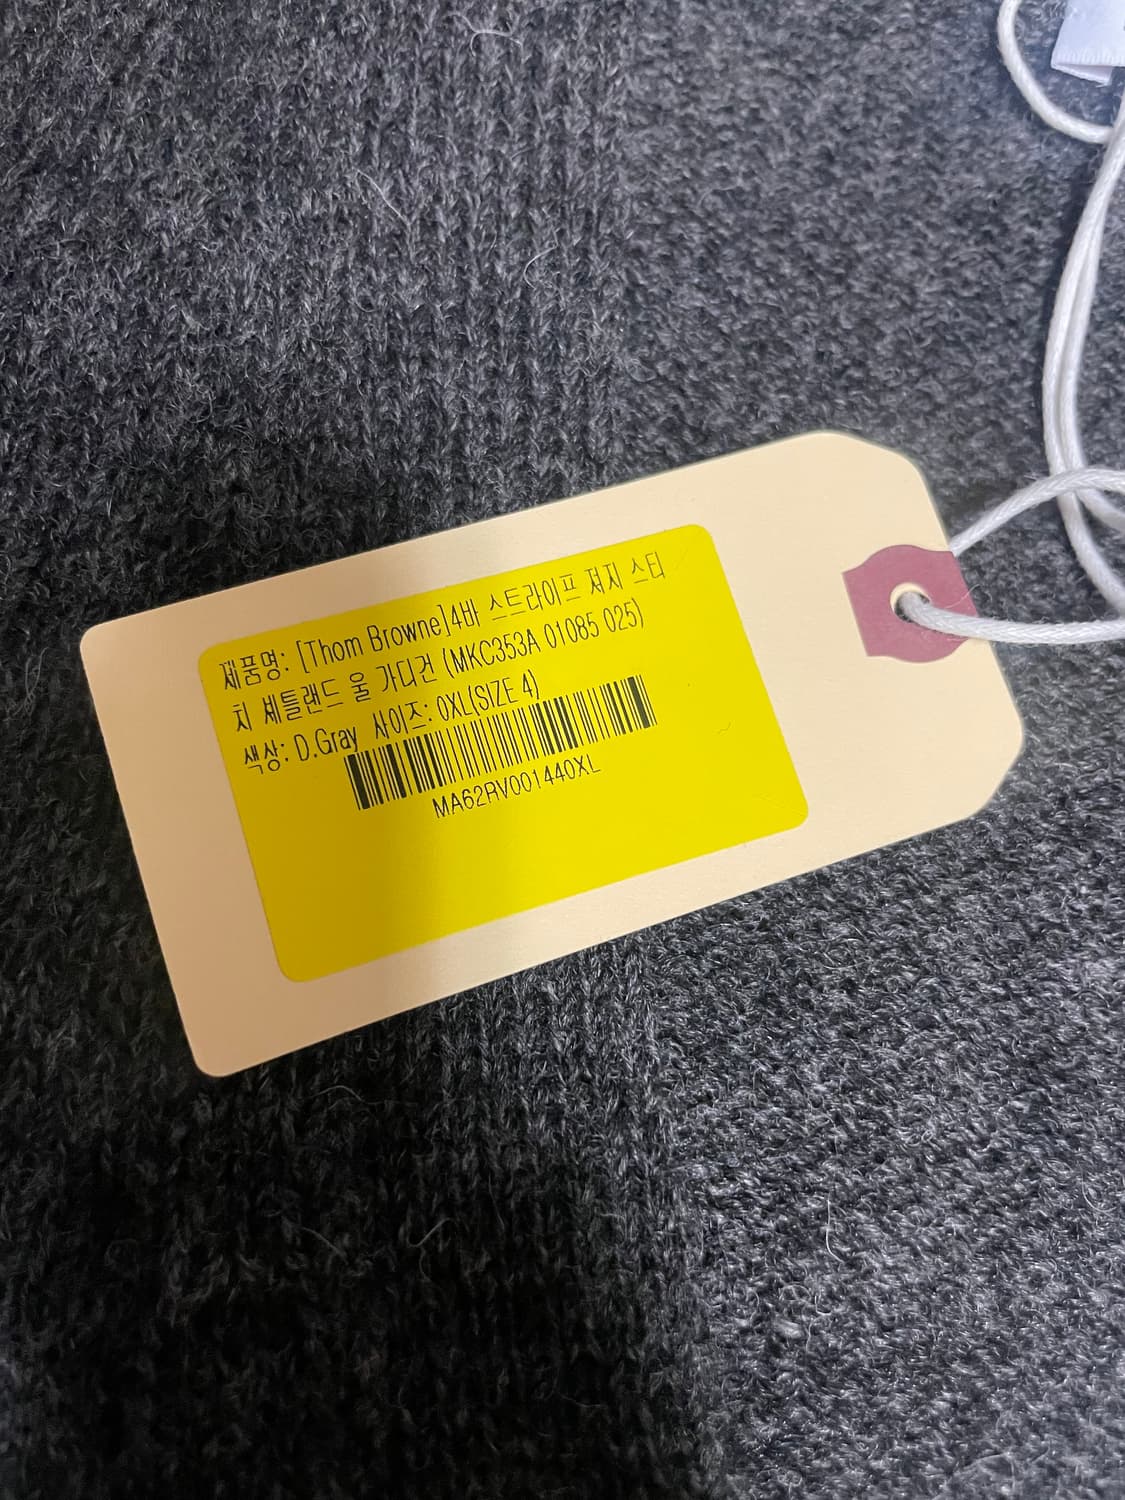 제품명: [Thom Browne]4바 스트라이프 저지 스티
치 세틀랜드 울 가디건 (MKC353A 01085 025)
색상: D.Gray 사이즈: 0XL(SIZE 4)
MA62RV001440XL